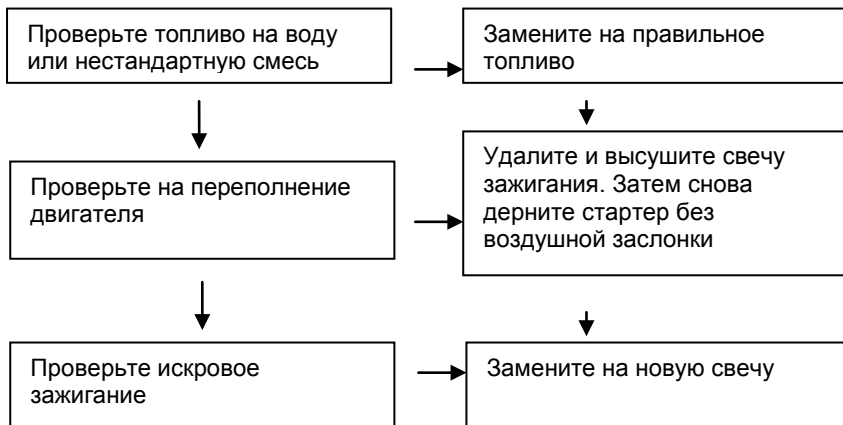 Проверьте топливо на воду
или нестандартную смесь
Замените на правильное
топливо
Проверьте на переполнение
двигателя
Удалите и высушите свечу
зажигания. Затем снова
дерните стартер без
воздушной заслонки
Проверьте искровое
зажигание
Замените на новую свечу